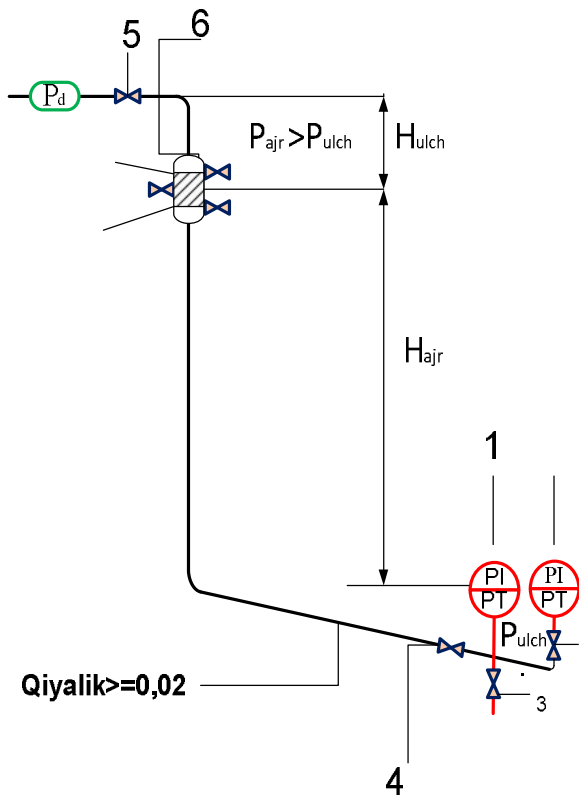 6
5
Pd
Pajr>Pulch
Hulch
Hajr
1
PI
PT
PI
PT
Pulch
Qiyalik>=0,02
3
4